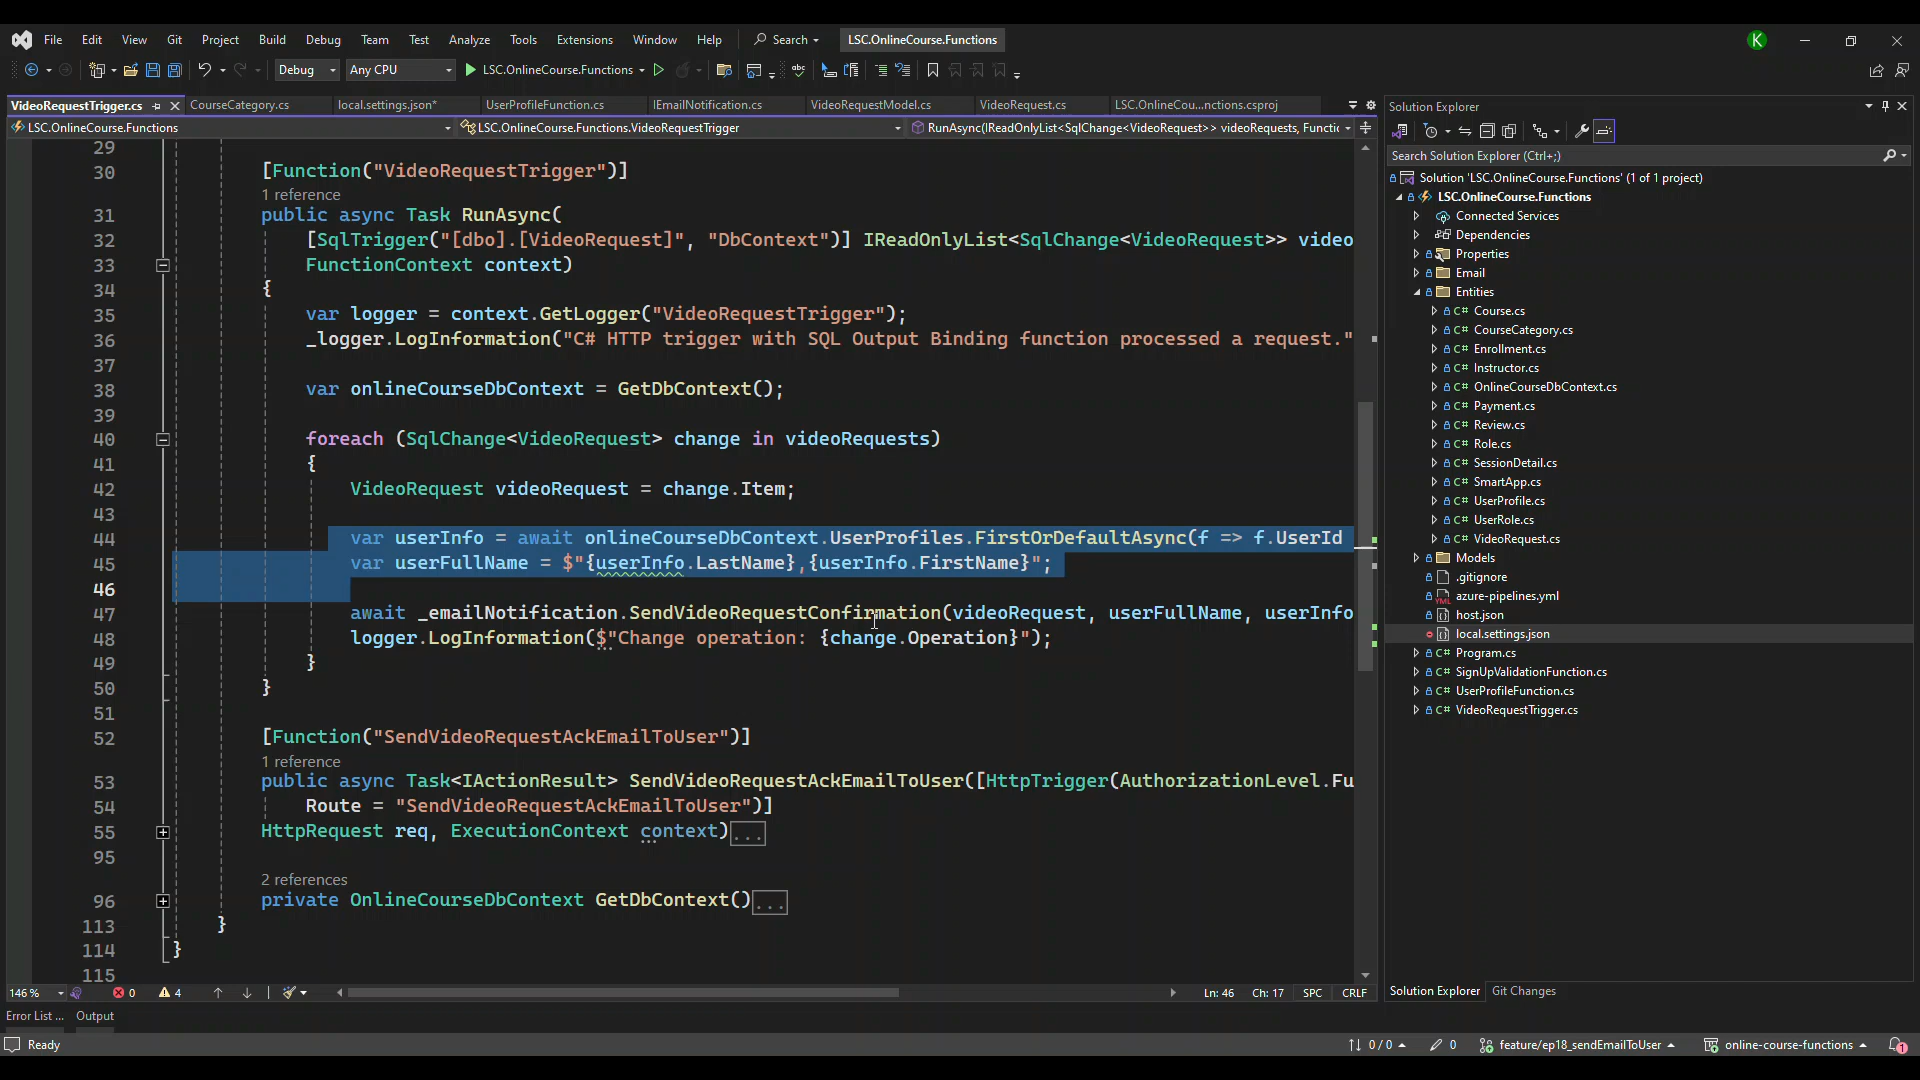 File Edit View Git Project Build Debug Team Test Analyze Tools Extensions Window Help Search LSC.OnlineCourse.Functions K
Debug Any CPU LSC.OnlineCourse.Functions
VideoRequestTrigger.cs CourseCategory.cs local.settings.json* UserProfileFunction.cs IEmailNotification.cs VideoRequestModel.cs VideoRequest.cs LSC.OnlineCou...nctions.csproj
LSC.OnlineCourse.Functions LSC.OnlineCourse.Functions.VideoRequestTrigger RunAsync(IReadOnlyList<SqlChange<VideoRequest>> videoRequests, Functic
29
30 [Function("VideoRequestTrigger")]
1 reference
31 public async Task RunAsync(
32 [SqlTrigger("[dbo].[VideoRequest]", "DbContext")] IReadOnlyList<SqlChange<VideoRequest>> video
33 FunctionContext context)
34 {
35 var logger = context.GetLogger("VideoRequestTrigger");
36 _logger.LogInformation("C# HTTP trigger with SQL Output Binding function processed a request."
37
38 var onlineCourseDbContext = GetDbContext();
39
40 foreach (SqlChange<VideoRequest> change in videoRequests)
41 {
42 VideoRequest videoRequest = change.Item;
43
44 var userInfo = await onlineCourseDbContext.UserProfiles.FirstOrDefaultAsync(f => f.UserId
45 var userFullName = $"{userInfo.LastName},{userInfo.FirstName}";
46
47 await _emailNotification.SendVideoRequestConfirmation(videoRequest, userFullName, userInfo
48 logger.LogInformation($"Change operation: {change.Operation}");
49 }
50 }
51
52 [Function("SendVideoRequestAckEmailToUser")]
1 reference
53 public async Task<IActionResult> SendVideoRequestAckEmailToUser([HttpTrigger(AuthorizationLevel.Fu
54 Route = "SendVideoRequestAckEmailToUser")]
55 HttpRequest req, ExecutionContext context)...
95
2 references
96 private OnlineCourseDbContext GetDbContext()...
113 }
114 }
115
146 % 0 4 Ln: 46 Ch: 17 SPC CRLF
Error List ... Output
Solution Explorer
Search Solution Explorer (Ctrl+;)
Solution 'LSC.OnlineCourse.Functions' (1 of 1 project)
LSC.OnlineCourse.Functions
Connected Services
Dependencies
Properties
Email
Entities
C# Course.cs
C# CourseCategory.cs
C# Enrollment.cs
C# Instructor.cs
C# OnlineCourseDbContext.cs
C# Payment.cs
C# Review.cs
C# Role.cs
C# SessionDetail.cs
C# SmartApp.cs
C# UserProfile.cs
C# UserRole.cs
C# VideoRequest.cs
Models
.gitignore
azure-pipelines.yml
host.json
local.settings.json
C# Program.cs
C# SignUpValidationFunction.cs
C# UserProfileFunction.cs
C# VideoRequestTrigger.cs
Solution Explorer Git Changes
Ready 0 / 0 0 feature/ep18_sendEmailToUser online-course-functions 1